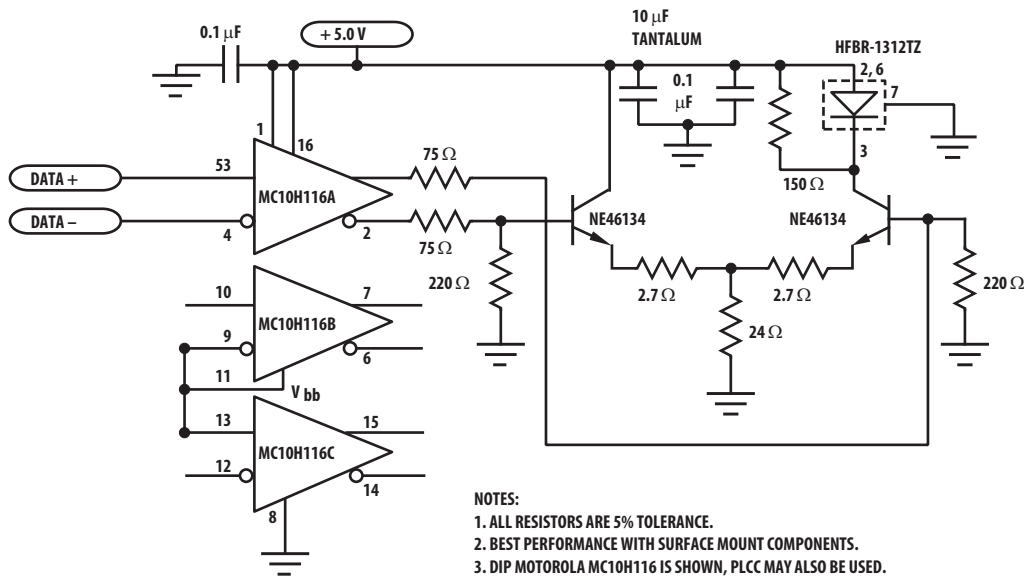 10 μF
TANTALUM
0.1 μF
+ 5.0 V
HFBR-1312TZ
2, 6
7
0.1
μF
3
1
16
53
75 Ω
150 Ω
DATA +
MC10H116A
DATA –
4
2
75 Ω
NE46134
NE46134
220 Ω
2.7 Ω
2.7 Ω
220 Ω
24 Ω
10
7
MC10H116B
9
6
11
V bb
13
15
MC10H116C
12
14
8
NOTES:
1. ALL RESISTORS ARE 5% TOLERANCE.
2. BEST PERFORMANCE WITH SURFACE MOUNT COMPONENTS.
3. DIP MOTOROLA MC10H116 IS SHOWN, PLCC MAY ALSO BE USED.